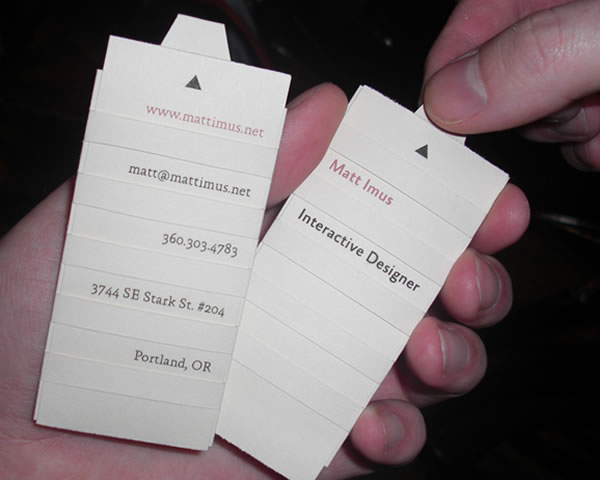 www.mattimus.net
matt@mattimus.net
360.303.4783
3744 SE Stark St. #204
Portland, OR
Matt Imus
Interactive Designer